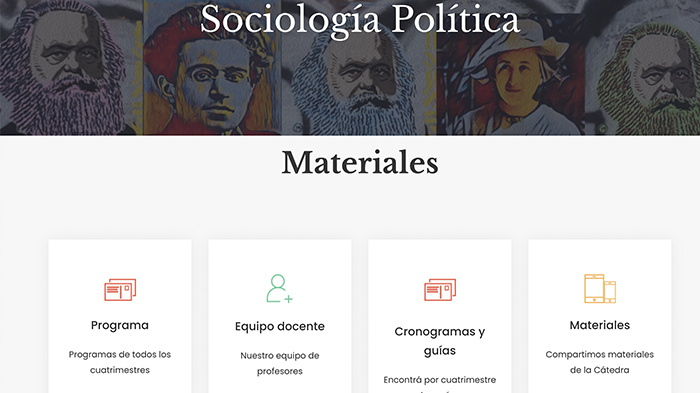 Sociología Política
Materiales
Programa
Programas de todos los
cuatrimestres
Equipo docente
Nuestro equipo de
profesores
Cronogramas y
guías
Encontrá por cuatrimestre
Materiales
Compartimos materiales
de la Cátedra